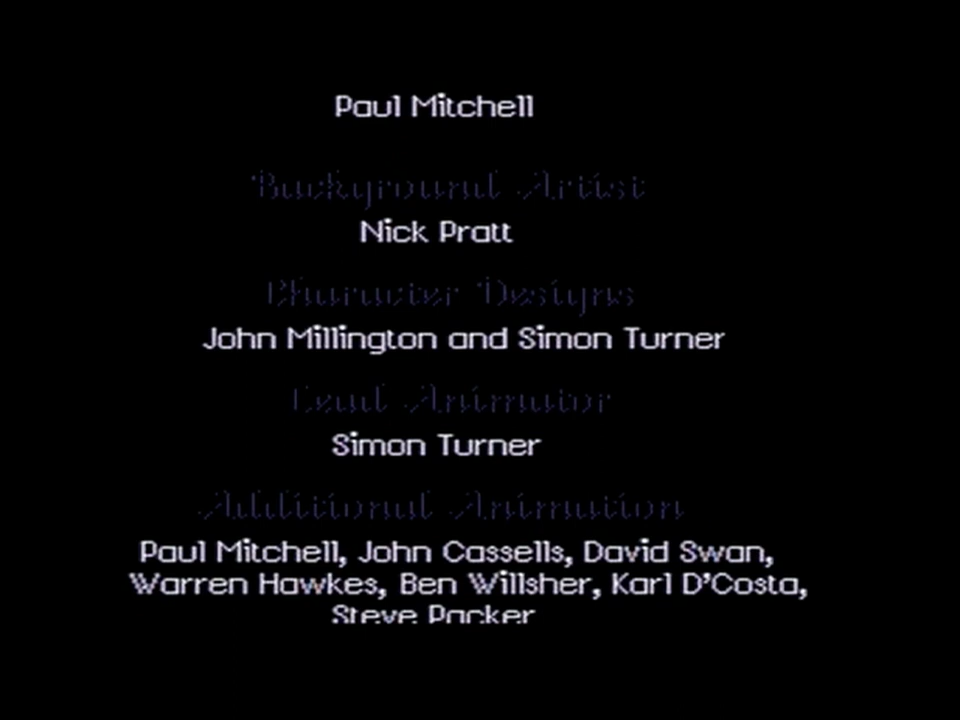 Paul Mitchell
Background Artist
Nick Pratt
Character Designs
John Millington and Simon Turner
Lead Animator
Simon Turner
Additional Animation
Paul Mitchell, John Cassells, David Swan,
Warren Hawkes, Ben Willsher, Karl D'Costa,
Steve Packer